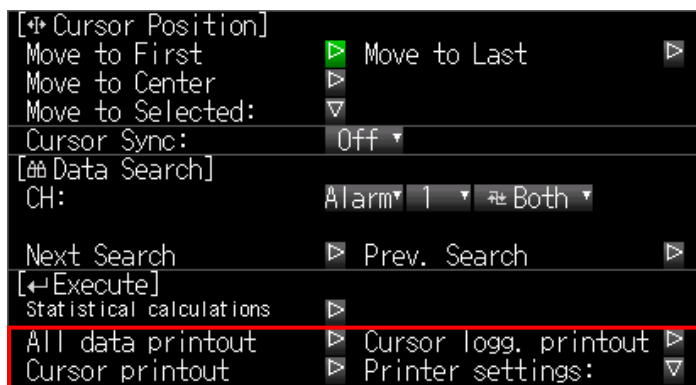 [Cursor Position]
Move to First Move to Last
Move to Center
Move to Selected:
Cursor Sync: Off
[Data Search]
CH: Alarm 1 Both
Next Search Prev. Search
[Execute]
Statistical calculations
All data printout Cursor logg. printout
Cursor printout Printer settings: